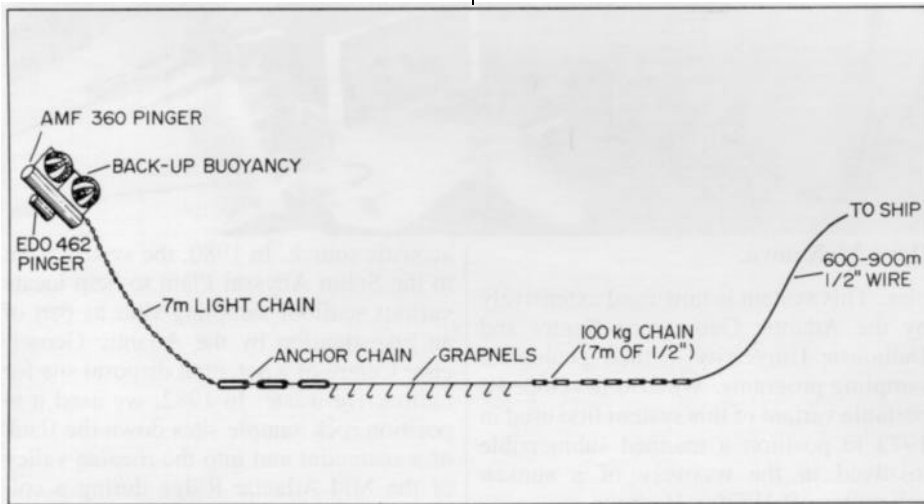 AMF 360 PINGER
BACK-UP BUOYANCY
EDO 462
PINGER
7m LIGHT CHAIN
ANCHOR CHAIN
GRAPNELS
100 kg CHAIN
(7m OF 1/2")
TO SHIP
600-900m
1/2" WIRE